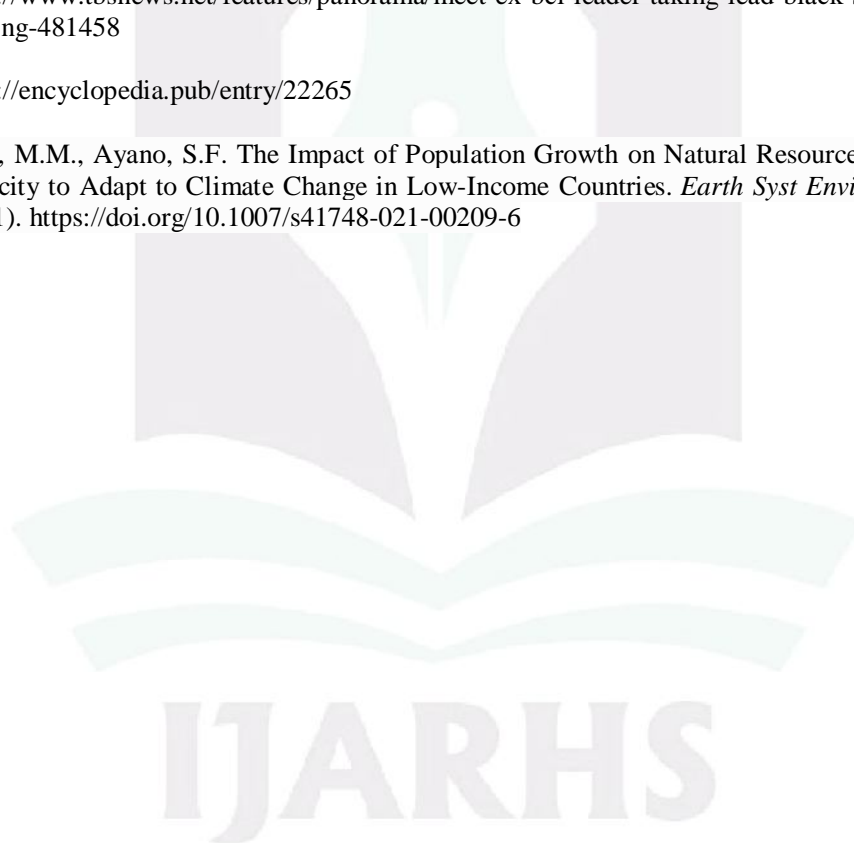 //www.tbsnews.net/features/panorama/meet-ex-bcl-leader-taking-lead-black-
ng-481458
://encyclopedia.pub/entry/22265
, M.M., Ayano, S.F. The Impact of Population Growth on Natural Resource
city to Adapt to Climate Change in Low-Income Countries. Earth Syst Envi
1). https://doi.org/10.1007/s41748-021-00209-6
IJARHS